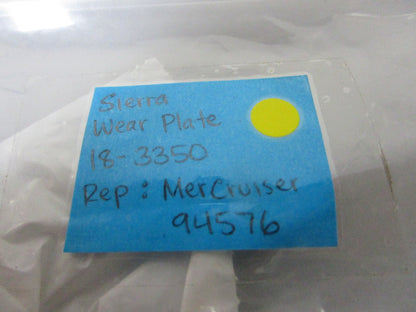 Sierra
Wear Plate
18-3350
Rep : MerCruiser
94576